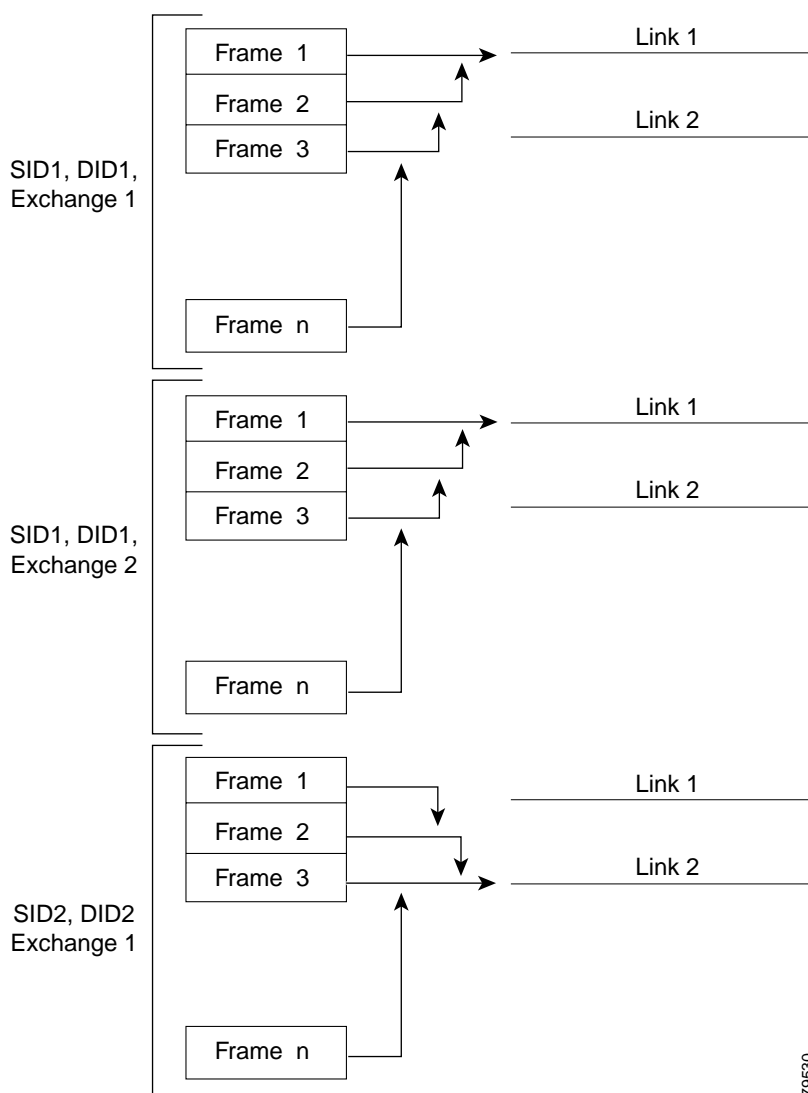 Frame 1
Link 1
Frame 2
Link 2
Frame 3
SID1, DID1,
Exchange 1
Frame n
Frame 1
Link 1
Frame 2
Link 2
Frame 3
SID1, DID1,
Exchange 2
Frame n
Frame 1
Link 1
Frame 2
Frame 3
Link 2
SID2, DID2
Exchange 1
Frame n
79530